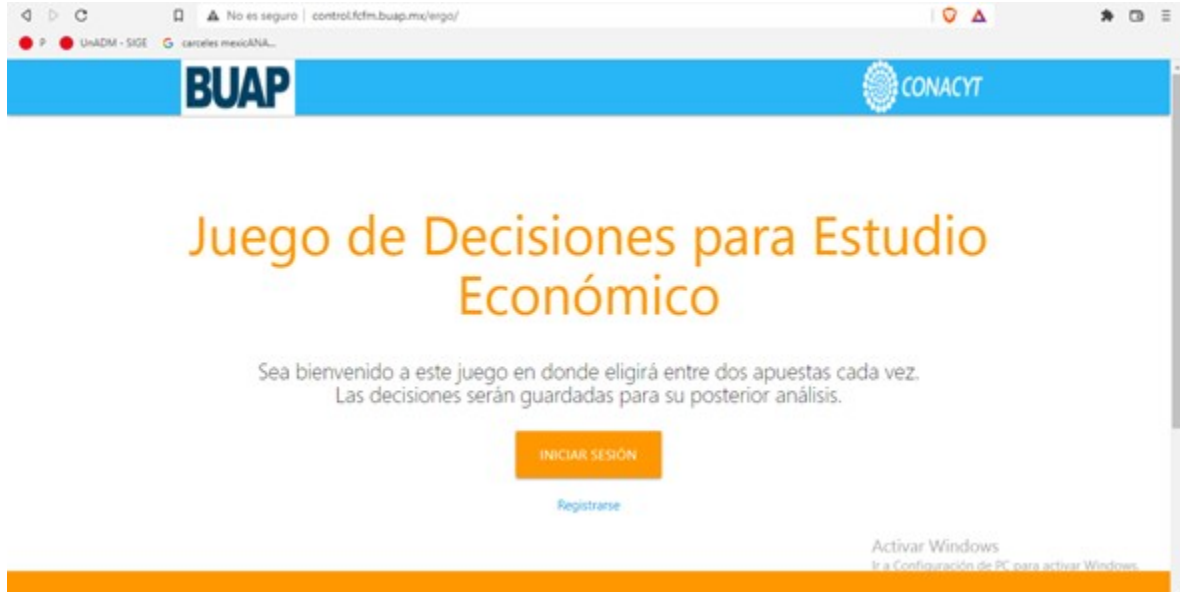 No es seguro | control.fcfm.buap.mx/ergo/
P UnADM - SIGE G carceles mexicANA...
BUAP CONACYT
Juego de Decisiones para Estudio
Económico
Sea bienvenido a este juego en donde eligirá entre dos apuestas cada vez.
Las decisiones serán guardadas para su posterior análisis.
INICIAR SESIÓN
Registrarse
Activar Windows
Ir a Configuración de PC para activar Windows.